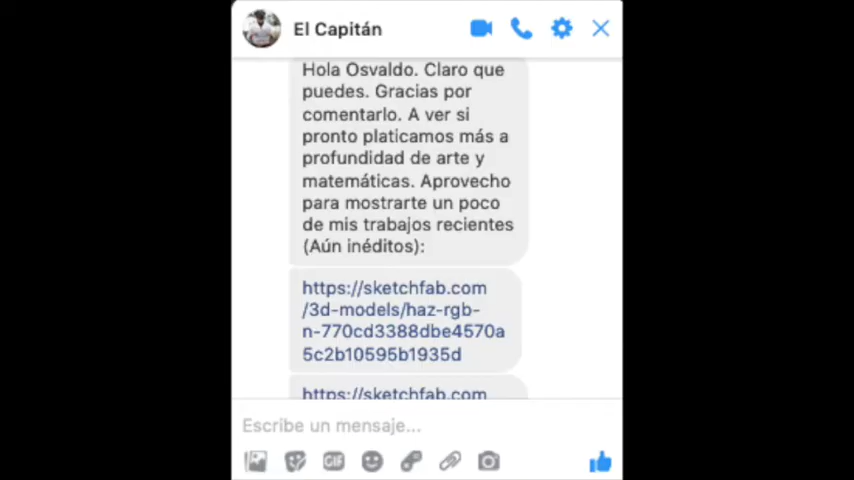 El Capitán
Hola Osvaldo. Claro que
puedes. Gracias por
comentarlo. A ver si
pronto platicamos más a
profundidad de arte y
matemáticas. Aprovecho
para mostrarte un poco
de mis trabajos recientes
(Aún inéditos):
https://sketchfab.com
/3d-models/haz-rgb-
n-770cd3388dbe4570a
5c2b10595b1935d
https://sketchfab.com
Escribe un mensaje...
GIF